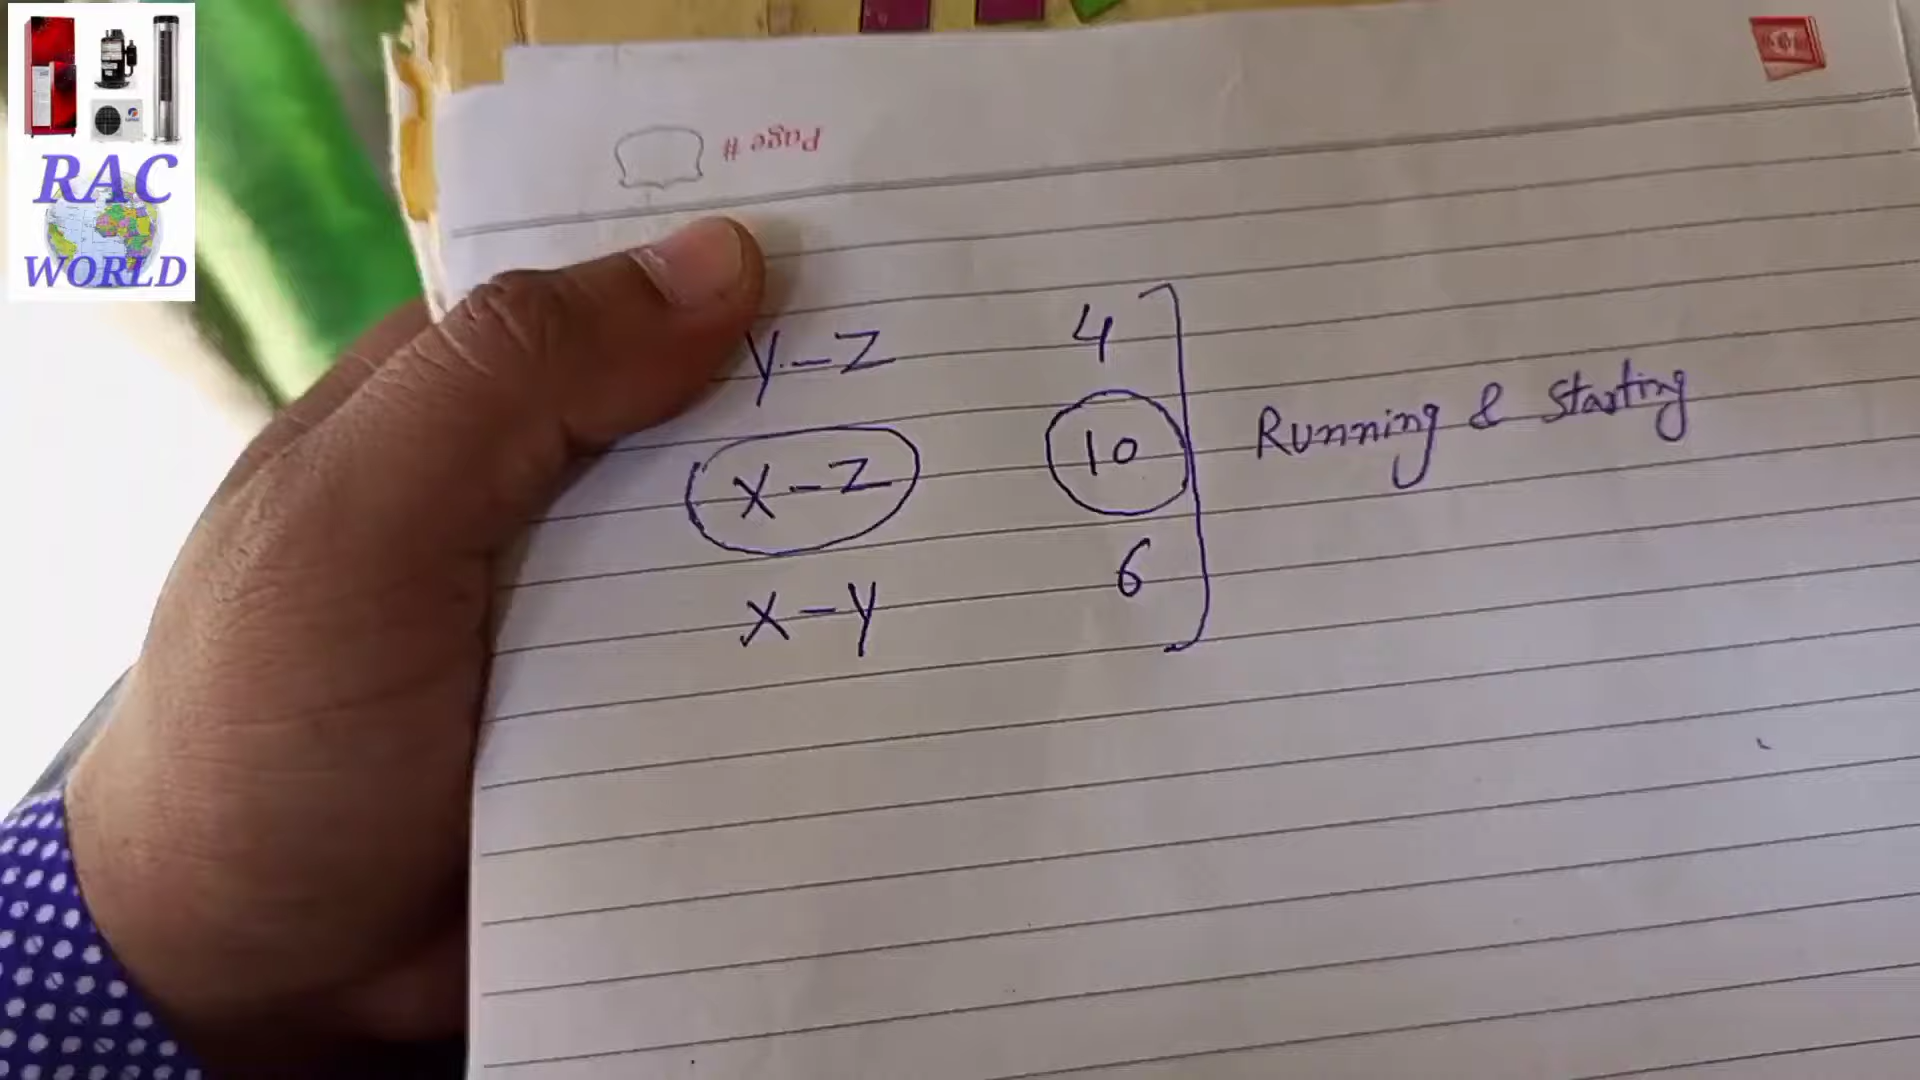 RAC
WORLD
Page #
Y-Z 4
X-Z 10 Running & Starting
X-Y 6